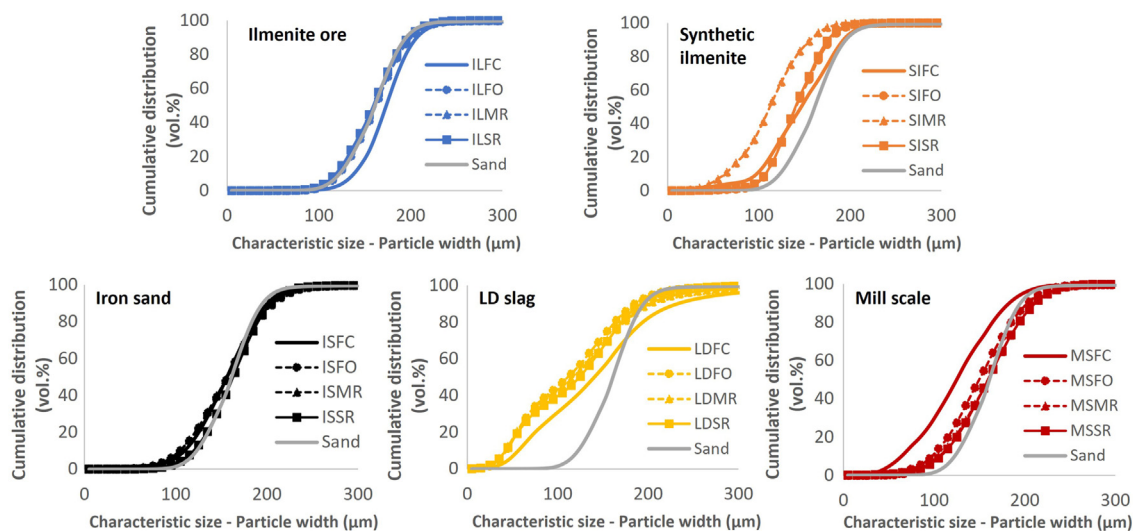 Ilmenite ore
Cumulative distribution
(vol.%)
100
80
60
40
20
0
0
100
200
300
Characteristic size - Particle width (µm)
ILFC
ILFO
ILMR
ILSR
Sand
Synthetic
ilmenite
Cumulative distribution
(vol.%)
100
80
60
40
20
0
0
100
200
300
Characteristic size - Particle width (µm)
SIFC
SIFO
SIMR
SISR
Sand
Iron sand
Cumulative distribution
(vol.%)
100
80
60
40
20
0
0
100
200
300
Characteristic size - Particle width (µm)
ISFC
ISFO
ISMR
ISSR
Sand
LD slag
Cumulative distribution
(vol.%)
100
80
60
40
20
0
0
100
200
300
Characteristic size - Particle width (µm)
LDFC
LDFO
LDMR
LDSR
Sand
Mill scale
Cumulative distribution
(vol.%)
100
80
60
40
20
0
0
100
200
300
Characteristic size - Particle width (µm)
MSFC
MSFO
MSMR
MSSR
Sand